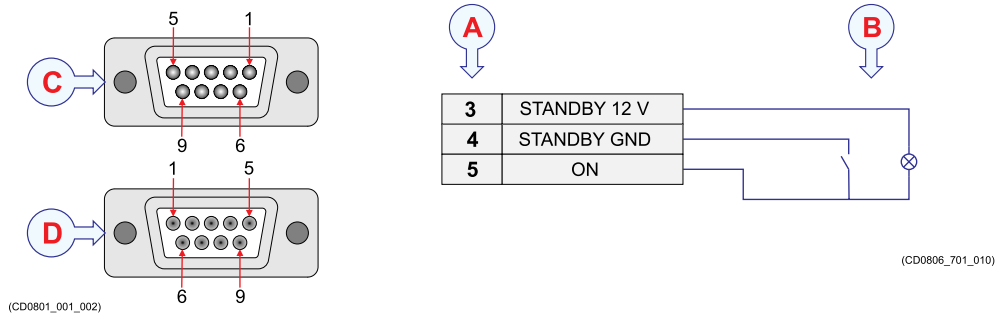 5 1
C
9 6
1 5
D
6 9
(CD0801_001_002)
A B
3 STANDBY 12 V
4 STANDBY GND
5 ON
(CD0806_701_010)